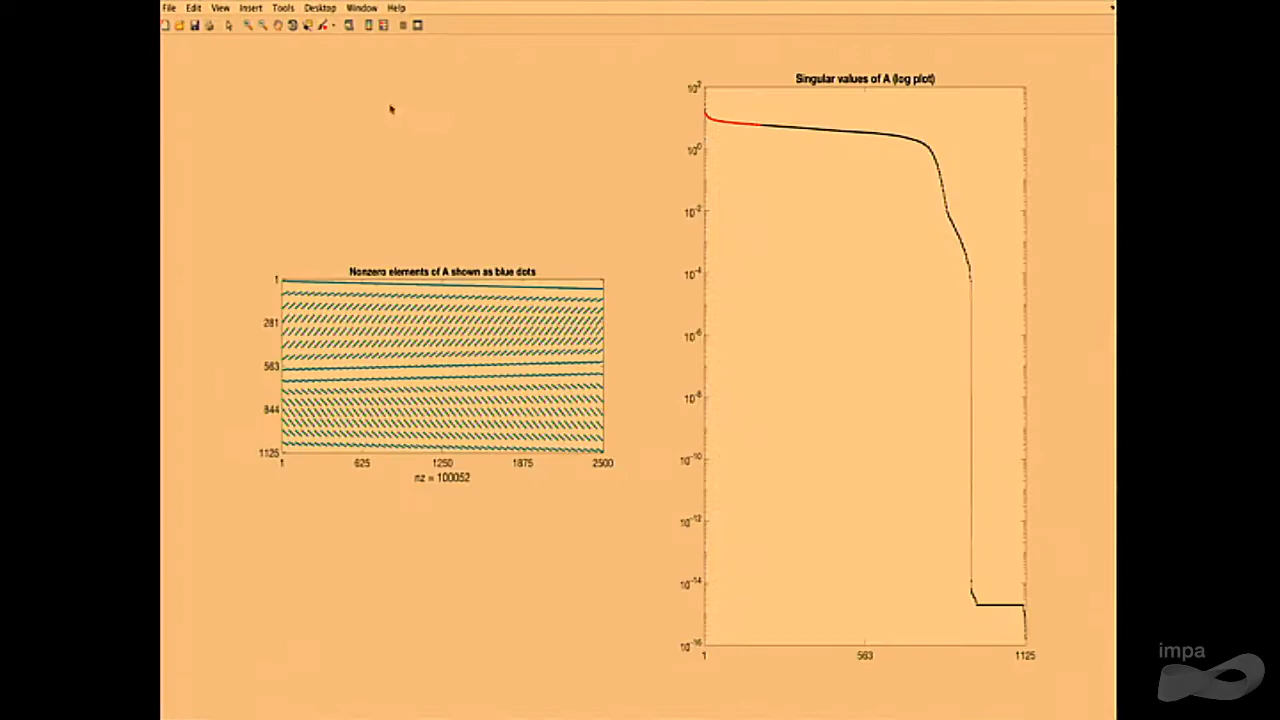 File Edit View Insert Tools Desktop Window Help
Singular values of A (log plot)
10^2
10^0
10^-2
10^-4
10^-6
10^-8
10^-10
10^-12
10^-14
10^-16
1 563 1125
Nonzero elements of A shown as blue dots
1
281
563
844
1125
1 625 1250 1875 2500
nz = 100052
impa